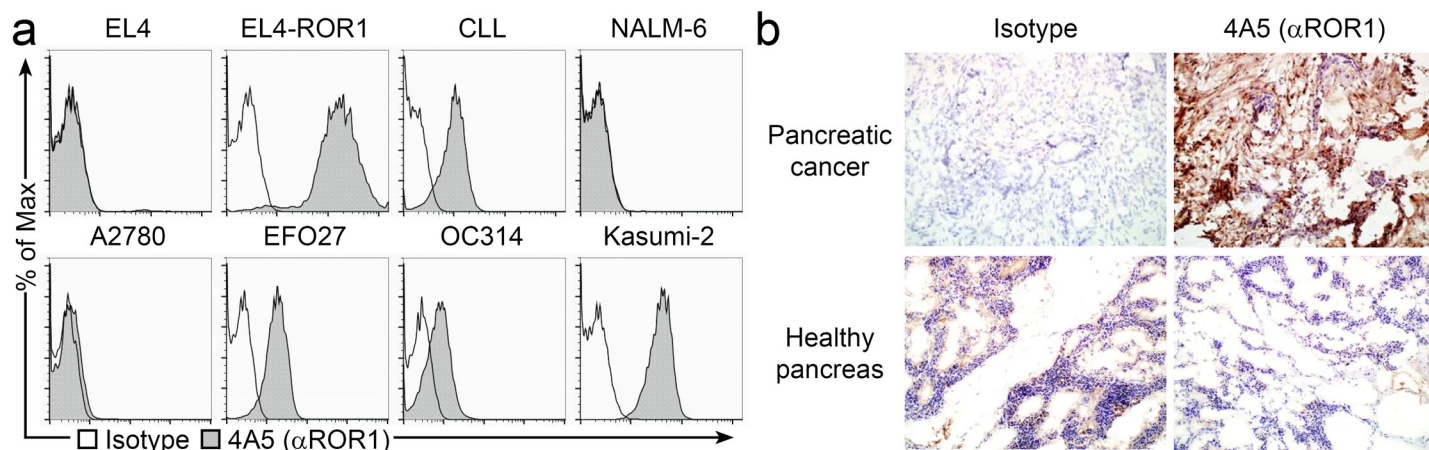 a
EL4 EL4-ROR1 CLL NALM-6
A2780 EFO27 OC314 Kasumi-2
% of Max
Isotype 4A5 (αROR1)
b
Isotype 4A5 (αROR1)
Pancreatic
cancer
Healthy
pancreas